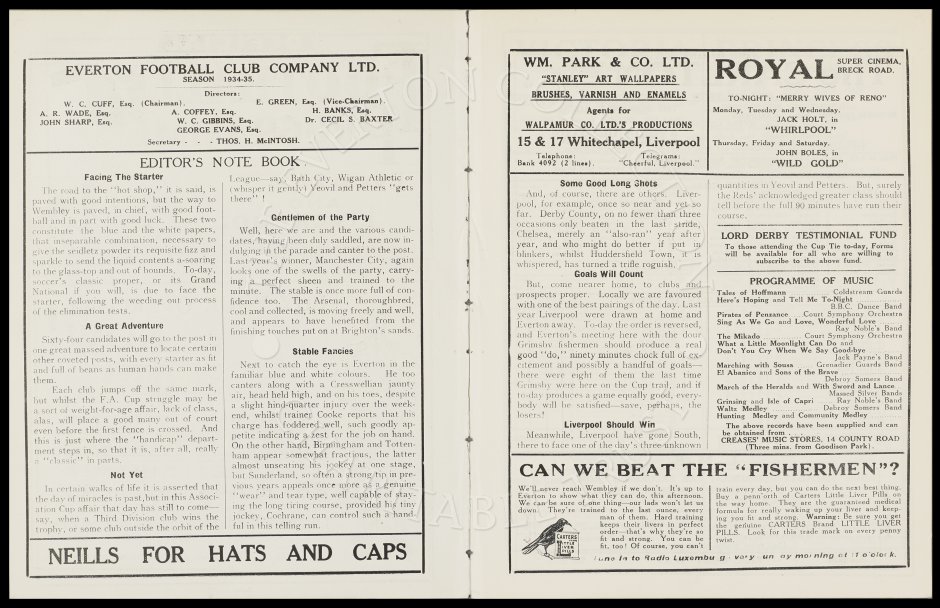 EVERTON FOOTBALL CLUB COMPANY LTD.
SEASON 1934-35.
Directors:
W. C. CUFF, Esq. (Chairman). E. GREEN, Esq. (Vice-Chairman).
A. R. WADE, Esq. A. COFFEY, Esq. H. BANKS, Esq.
JOHN SHARP, Esq. W. C. GIBBINS, Esq. Dr. CECIL S. BAXTER
GEORGE EVANS, Esq.
Secretary - - - THOS. H. McINTOSH.
EDITOR'S NOTE BOOK.
Facing The Starter
The road to the "hot shop," it is said, is
paved with good intentions, but the way to
Wembley is paved, in chief, with good foot-
ball and in part with good luck. These two
constitute the blue and the white papers,
that inseparable combination, necessary to
give the seidletz powder its requisite fizz and
sparkle to send the liquid contents a-soaring
to the glass-top and out of bounds. To-day,
soccer's classic proper, or its Grand
National if you will, is to face the
starter, following the weeding out process
of the elimination tests.
A Great Adventure
Sixty-four candidates will go to the post in
one great massed adventure to locate certain
other coveted posts, with every starter as fit
and full of beans as human hands can make
them.
Each club jumps off the same mark,
but whilst the F.A. Cup struggle may be
a sort of weight-for-age affair, lack of class,
alas, will place a good many out of court
even before the first fence is crossed. And
this is just where the "handicap" depart-
ment steps in, so that it is, after all, really
a "classic" in parts.
Not Yet
In certain walks of life it is asserted that
the day of miracles is past, but in this Associ-
ation Cup affair that day has still to come—
say, when a Third Division club wins the
trophy, or some club outside the orbit of the
League—say, Bath City, Wigan Athletic or
(whisper it gently) Yeovil and Petters "gets
there" !
Gentlemen of the Party
Well, here we are and the various candi-
dates, having been duly saddled, are now in-
dulging in the parade and canter to the post.
Last year's winner, Manchester City, again
looks one of the swells of the party, carry-
ing a perfect sheen and trained to the
minute. The stable is once more full of con-
fidence too. The Arsenal, thoroughbred,
cool and collected, is moving freely and well,
and appears to have benefited from the
finishing touches put on at Brighton's sands.
Stable Fancies
Next to catch the eye is Everton in the
familiar blue and white colours. He too
canters along with a Cresswellian jaunty
air, head held high, and on his toes, despite
a slight hind-quarter injury over the week-
end, whilst trainer Cooke reports that his
charge has foddered well, such goodly ap-
petite indicating a zest for the job on hand.
On the other hand, Birmingham and Totten-
ham appear somewhat fractious, the latter
almost unseating his jockey at one stage,
but Sunderland, so often a strong tip in pre-
vious years appeals once more as a genuine
"wear" and tear type, well capable of stay-
ing the long tiring course, provided his tiny
jockey, Cochrane, can control such a hand-
ful in this telling run.
NEILLS FOR HATS AND CAPS
WM. PARK & CO. LTD.
"STANLEY" ART WALLPAPERS
BRUSHES, VARNISH AND ENAMELS
Agents for
WALPAMUR CO. LTD.'S PRODUCTIONS
15 & 17 Whitechapel, Liverpool
Telephone: Telegrams:
Bank 4092 (2 lines). "Cheerful, Liverpool."
ROYAL SUPER CINEMA,
BRECK ROAD.
TO-NIGHT: "MERRY WIVES OF RENO"
Monday, Tuesday and Wednesday.
JACK HOLT, in
"WHIRLPOOL"
Thursday, Friday and Saturday.
JOHN BOLES, in
"WILD GOLD"
Some Good Long Shots
And, of course, there are others. Liver-
pool, for example, once so near and yet so
far. Derby County, on no fewer than three
occasions only beaten in the last stride,
Chelsea, merely an "also-ran" year after
year, and who might do better if put in
blinkers, whilst Huddersfield Town, it is
whispered, has turned a trifle roguish.
Goals Will Count
But, come nearer home, to clubs and
prospects proper. Locally we are favoured
with one of the best pairings of the day. Last
year Liverpool were drawn at home and
Everton away. To-day the order is reversed,
and Everton's meeting here with the dour
Grimsby fishermen should produce a real
good "do," ninety minutes chock full of ex-
citement and possibly a handful of goals—
there were eight of them the last time
Grimsby were here on the Cup trail, and if
to-day produces a game equally good, every-
body will be satisfied—save, perhaps, the
losers!
Liverpool Should Win
Meanwhile, Liverpool have gone South,
there to face one of the day's three unknown
quantities in Yeovil and Petters. But, surely
the Reds' acknowledged greater class should
tell before the full 90 minutes have run their
course.
LORD DERBY TESTIMONIAL FUND
To those attending the Cup Tie to-day, Forms
will be available for all who are willing to
subscribe to the above fund.
PROGRAMME OF MUSIC
Tales of Hoffmann Coldstream Guards
Here's Hoping and Tell Me To-Night
B.B.C. Dance Band
Pirates of Penzance Court Symphony Orchestra
Sing As We Go and Love, Wonderful Love
Ray Noble's Band
The Mikado Court Symphony Orchestra
What a Little Moonlight Can Do and
Don't You Cry When We Say Good-bye
Jack Payne's Band
Marching with Sousa Grenadier Guards Band
El Abanico and Sons of the Brave
Debroy Somers Band
March of the Heralds and With Sword and Lance
Massed Silver Bands
Grinsing and Isle of Capri Ray Noble's Band
Waltz Medley Debroy Somers Band
Hunting Medley and Community Medley
The above records have been supplied and can
be obtained from
CREASES' MUSIC STORES, 14 COUNTY ROAD
(Three mins. from Goodison Park).
CAN WE BEAT THE "FISHERMEN"?
We'll never reach Wembley if we don't. It's up to
Everton to show what they can do, this afternoon.
We can be sure of one thing—our lads won't let us
down. They're trained to the last ounce, every
man of them. Hard training
keeps their livers in perfect
order—that's why they're so
fit and strong. You can be
fit, too! Of course, you can't
CARTERS
LITTLE
LIVER
PILLS
train every day, but you can do the next best thing.
Buy a penn'orth of Carters Little Liver Pills on
the way home. They are the guaranteed medical
formula for really waking up your liver and keep-
ing you fit and strong. Warning: Be sure you get
the genuine CARTERS Brand LITTLE LIVER
PILLS. Look for this trade mark on every penny
twist.
Tune in to Radio Luxemburg every Sunday morning at 11 o'clock.